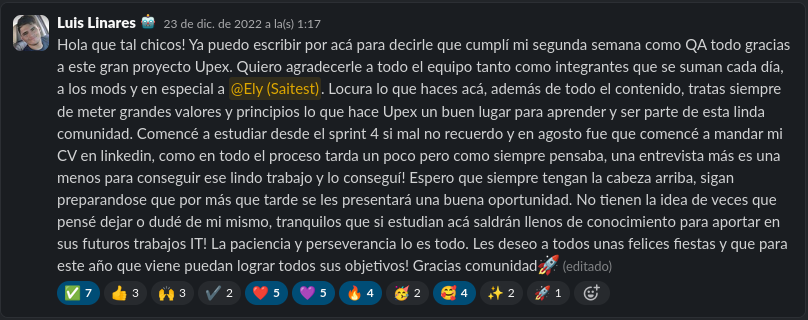 Luis Linares 23 de dic. de 2022 a la(s) 1:17
Hola que tal chicos! Ya puedo escribir por acá para decirle que cumplí mi segunda semana como QA todo gracias
a este gran proyecto Upex. Quiero agradecerle a todo el equipo tanto como integrantes que se suman cada día,
a los mods y en especial a @Ely (Saitest). Locura lo que haces acá, además de todo el contenido, tratas siempre
de meter grandes valores y principios lo que hace Upex un buen lugar para aprender y ser parte de esta linda
comunidad. Comencé a estudiar desde el sprint 4 si mal no recuerdo y en agosto fue que comencé a mandar mi
CV en linkedin, como en todo el proceso tarda un poco pero como siempre pensaba, una entrevista más es una
menos para conseguir ese lindo trabajo y lo conseguí! Espero que siempre tengan la cabeza arriba, sigan
preparandose que por más que tarde se les presentará una buena oportunidad. No tienen la idea de veces que
pensé dejar o dudé de mi mismo, tranquilos que si estudian acá saldrán llenos de conocimiento para aportar en
sus futuros trabajos IT! La paciencia y perseverancia lo es todo. Les deseo a todos unas felices fiestas y que para
este año que viene puedan lograr todos sus objetivos! Gracias comunidad🚀 (editado)
✅ 7 👍 3 🙌 3 ✔️ 2 ❤️ 5 💜 5 🔥 4 🥳 2 🥰 4 ✨ 2 🚀 1